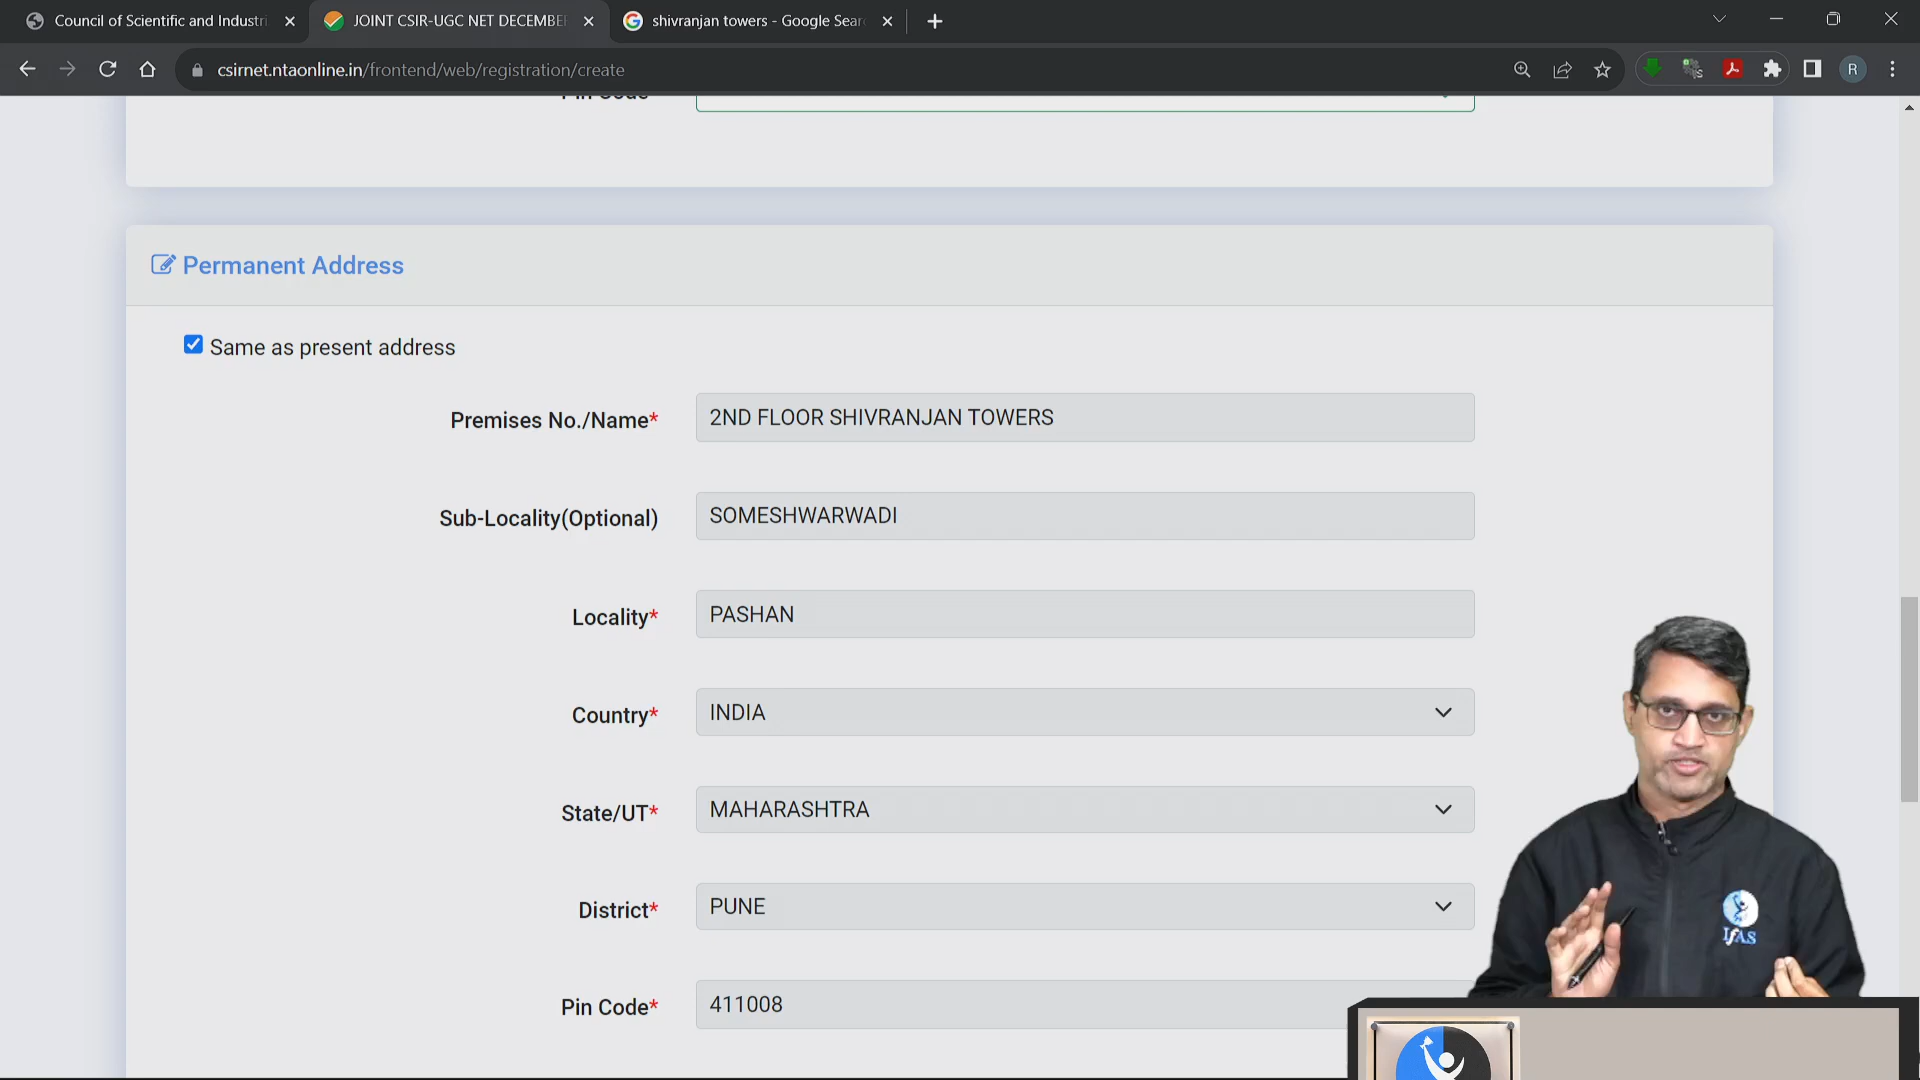 Council of Scientific and Industri
JOINT CSIR-UGC NET DECEMBE
shivranjan towers - Google Sear
csirnet.ntaonline.in/frontend/web/registration/create
R
Pin Code
Permanent Address
Same as present address
Premises No./Name*
2ND FLOOR SHIVRANJAN TOWERS
Sub-Locality(Optional)
SOMESHWARWADI
Locality*
PASHAN
Country*
INDIA
State/UT*
MAHARASHTRA
District*
PUNE
Pin Code*
411008
IFAS